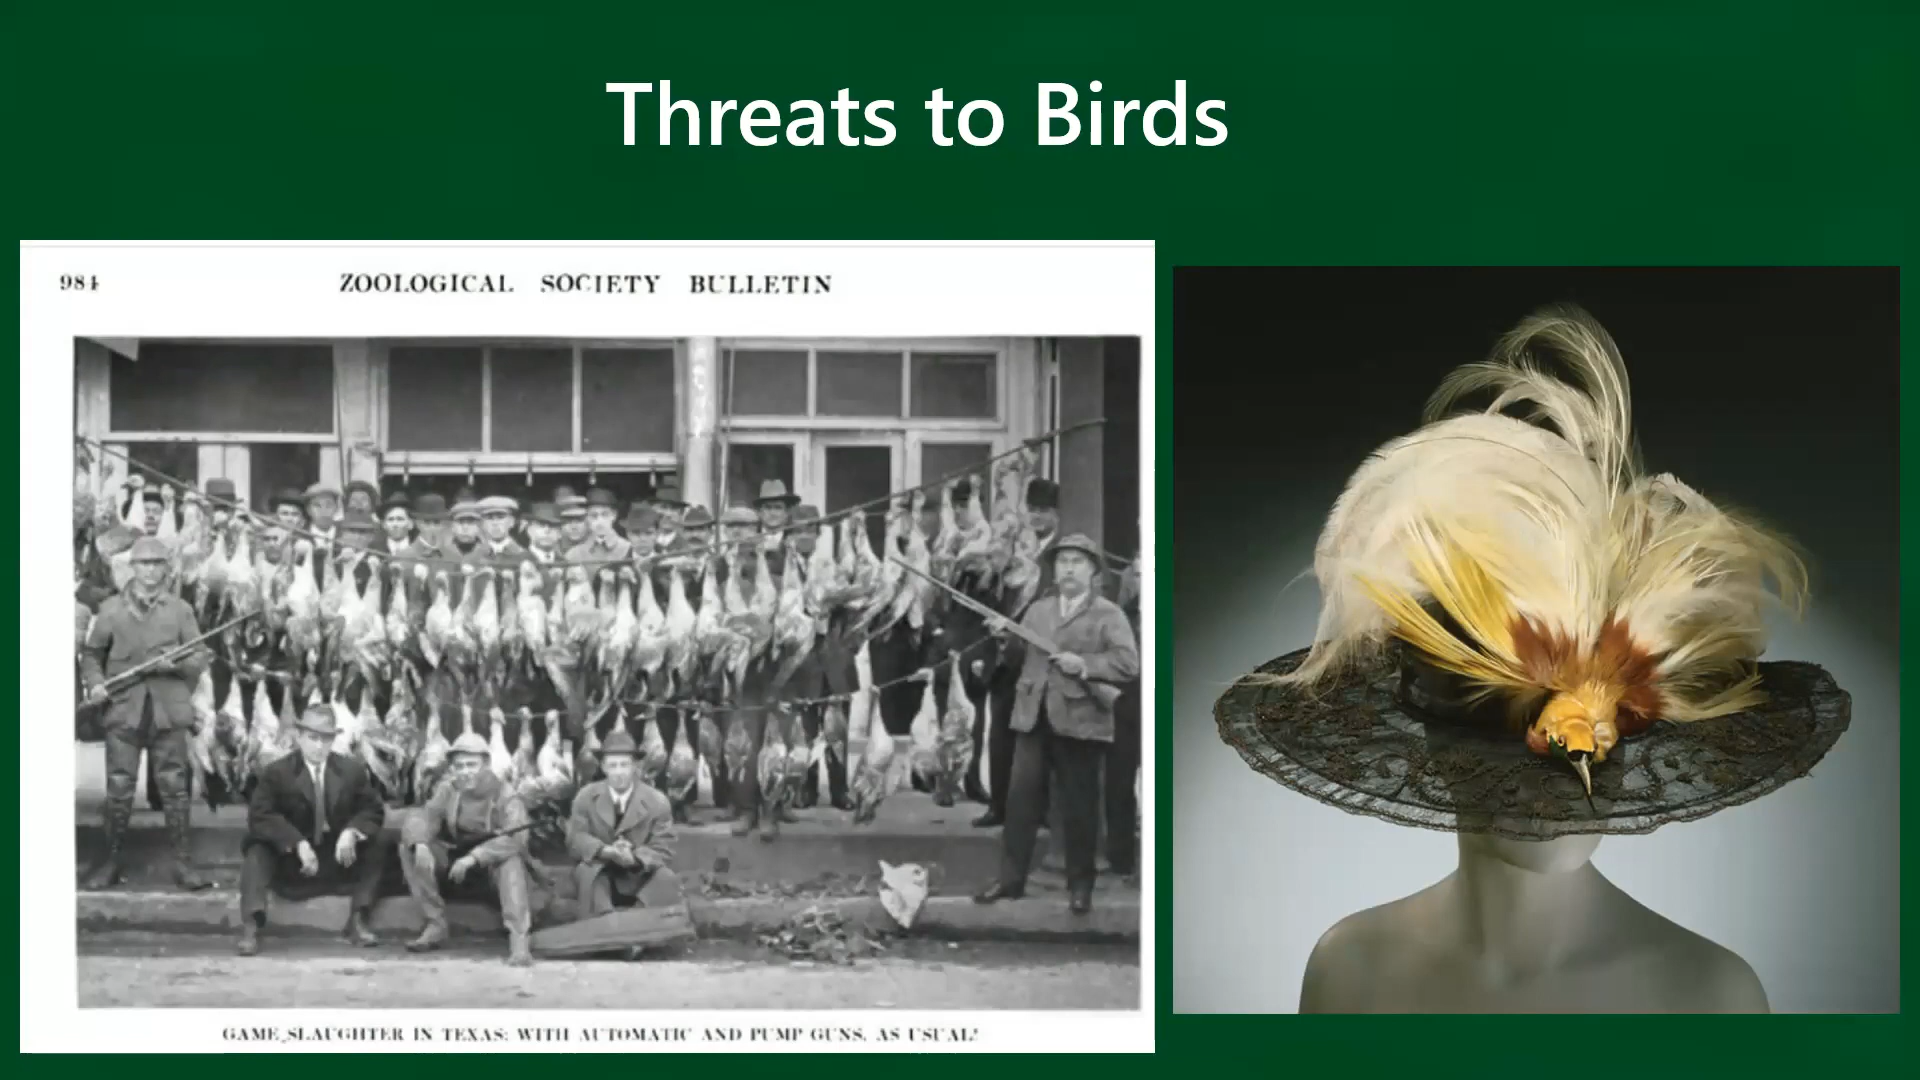 Threats to Birds
984
ZOOLOGICAL SOCIETY BULLETIN
GAME SLAUGHTER IN TEXAS; WITH AUTOMATIC AND PUMP GUNS, AS USUAL!